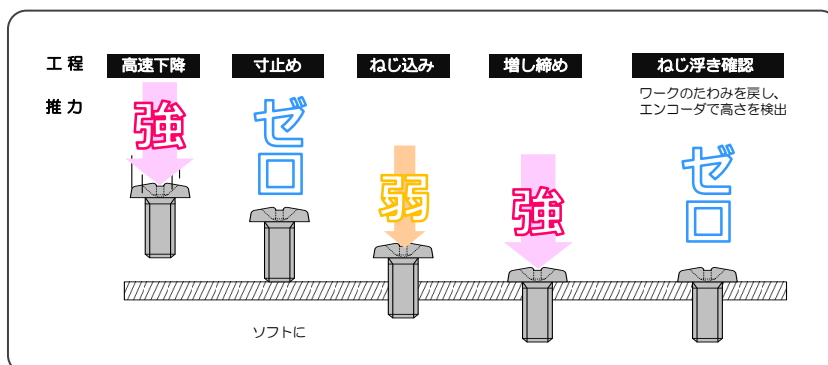 工程 高速下降 寸止め ねじ込み 増し締め ねじ浮き確認
推力 強 ゼロ 弱 強 ゼロ
ワークのたわみを戻し、
エンコーダで高さを検出
ソフトに